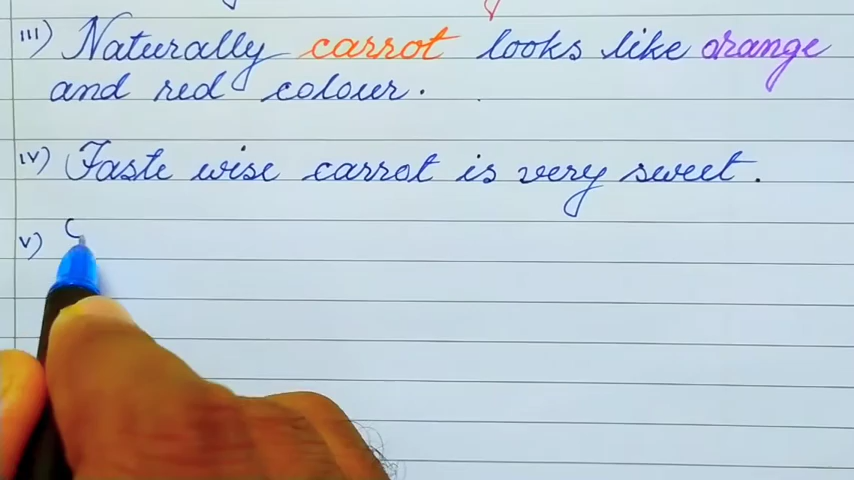 iii) Naturally carrot looks like orange
and red colour.
iv) Taste wise carrot is very sweet.
v)